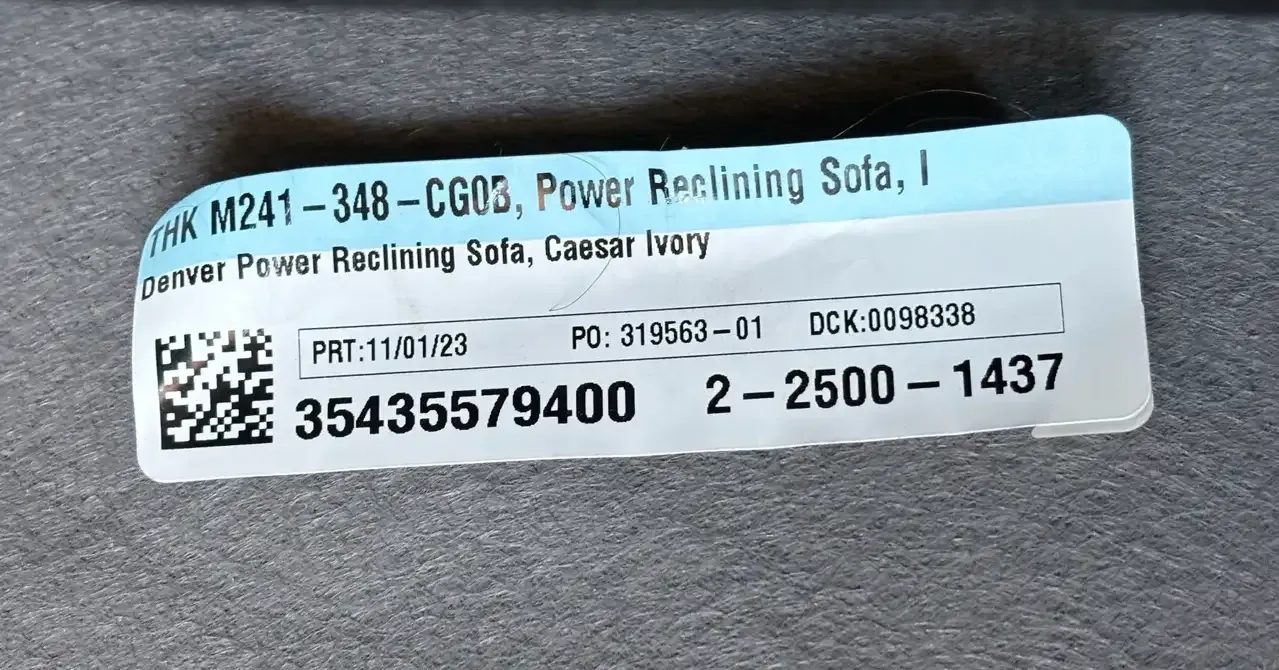 THK M241-348-CG0B, Power Reclining Sofa, I
Denver Power Reclining Sofa, Caesar Ivory
PRT:11/01/23 PO: 319563-01 DCK:0098338
35435579400 2-2500-1437